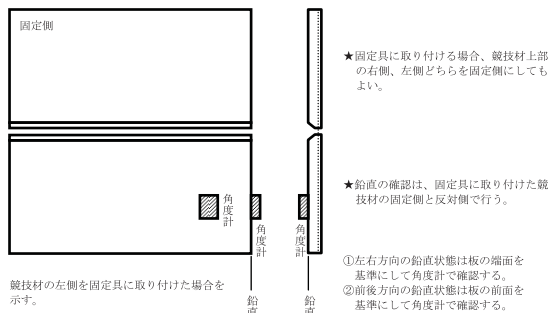 固定側
★固定具に取り付ける場合、競技材上部
の右側、左側どちらを固定側にしても
よい。
★鉛直の確認は、固定具に取り付けた競
技材の固定側と反対側で行う。
角度計
角度計
角度計
①左右方向の鉛直状態は板の端面を
基準にして角度計で確認する。
②前後方向の鉛直状態は板の前面を
基準にして角度計で確認する。
競技材の左側を固定具に取り付けた場合を
示す。
鉛直
鉛直